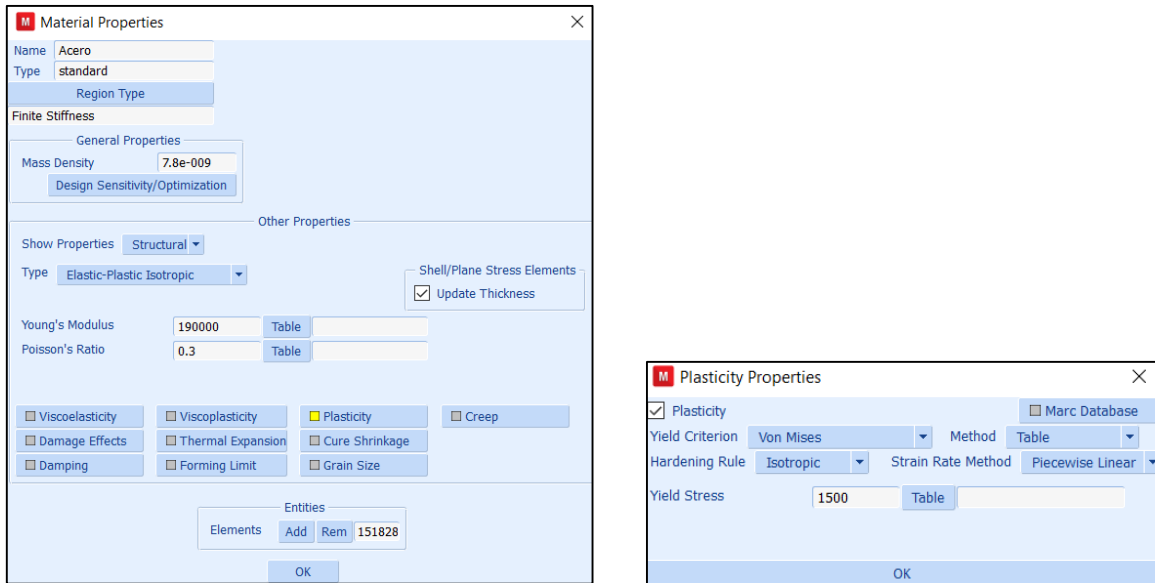 M Material Properties
Name Acero
Type standard
Region Type
Finite Stiffness
General Properties
Mass Density 7.8e-009
Design Sensitivity/Optimization
Other Properties
Show Properties Structural
Type Elastic-Plastic Isotropic
Shell/Plane Stress Elements
Update Thickness
Young's Modulus 190000 Table
Poisson's Ratio 0.3 Table
Viscoelasticity Viscoplasticity Plasticity Creep
Damage Effects Thermal Expansion Cure Shrinkage
Damping Forming Limit Grain Size
Entities
Elements Add Rem 151828
OK
M Plasticity Properties
Plasticity Marc Database
Yield Criterion Von Mises Method Table
Hardening Rule Isotropic Strain Rate Method Piecewise Linear
Yield Stress 1500 Table
OK